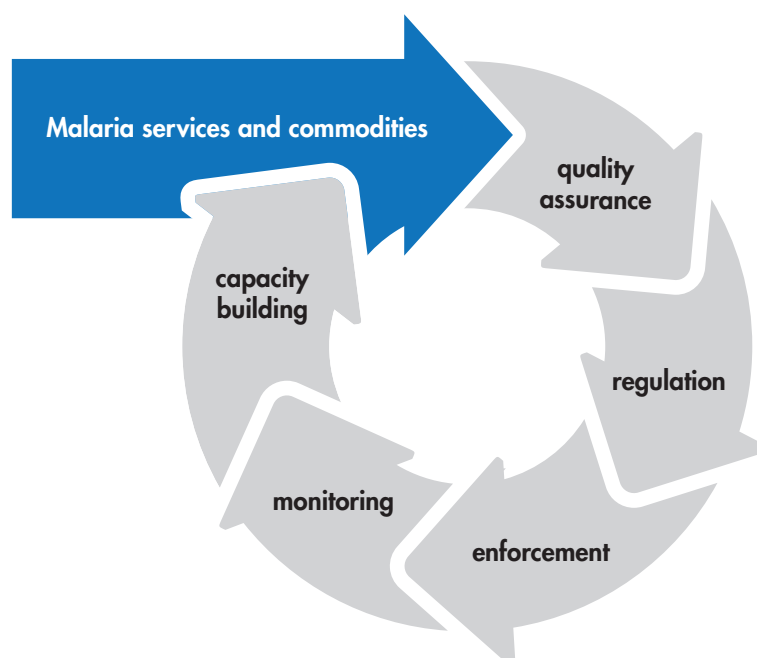 Malaria services and commodities
quality
assurance
regulation
enforcement
monitoring
capacity
building